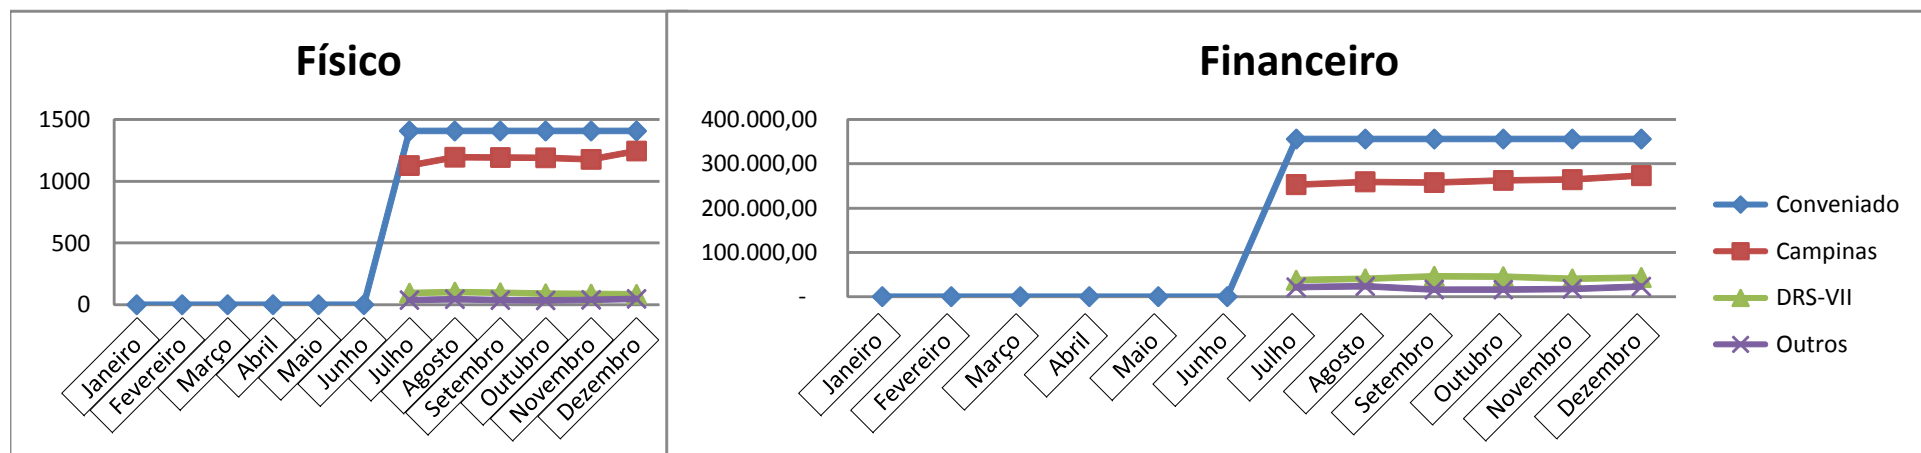 Físico
1500
1000
500
0
Janeiro
Fevereiro
Março
Abril
Maio
Junho
Julho
Agosto
Setembro
Outubro
Novembro
Dezembro
Financeiro
400.000,00
300.000,00
200.000,00
100.000,00
-
Janeiro
Fevereiro
Março
Abril
Maio
Junho
Julho
Agosto
Setembro
Outubro
Novembro
Dezembro
Conveniado
Campinas
DRS-VII
Outros